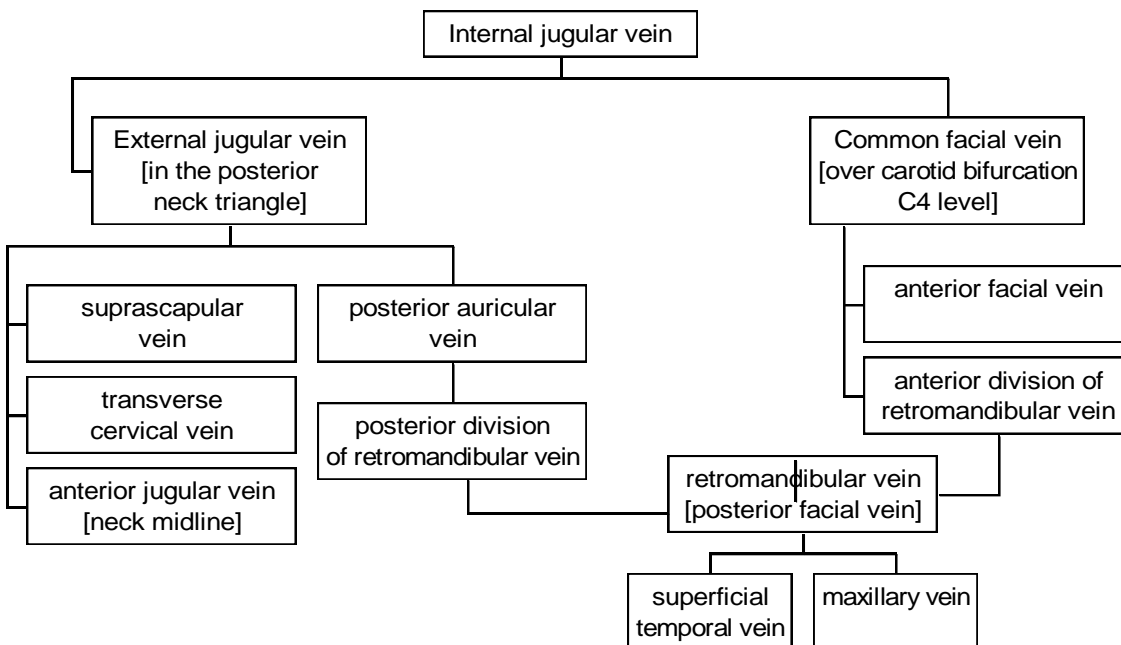 Internal jugular vein
External jugular vein
[in the posterior
neck triangle]
Common facial vein
[over carotid bifurcation
C4 level]
suprascapular
vein
posterior auricular
vein
anterior facial vein
transverse
cervical vein
posterior division
of retromandibular vein
anterior division of
retromandibular vein
anterior jugular vein
[neck midline]
retromandibular vein
[posterior facial vein]
superficial
temporal vein
maxillary vein